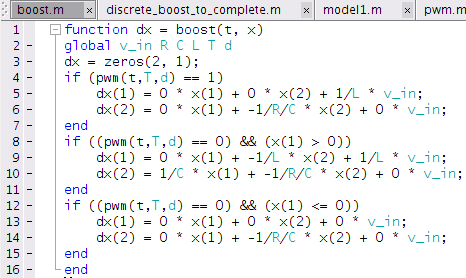 boost.m × discrete_boost_to_complete.m × model1.m × pwm.m
1 function dx = boost(t, x)
2 - global v_in R C L T d
3 - dx = zeros(2, 1);
4 - if (pwm(t,T,d) == 1)
5 - dx(1) = 0 * x(1) + 0 * x(2) + 1/L * v_in;
6 - dx(2) = 0 * x(1) + -1/R/C * x(2) + 0 * v_in;
7 - end
8 - if ((pwm(t,T,d) == 0) && (x(1) > 0))
9 - dx(1) = 0 * x(1) + -1/L * x(2) + 1/L * v_in;
10 - dx(2) = 1/C * x(1) + -1/R/C * x(2) + 0 * v_in;
11 - end
12 - if ((pwm(t,T,d) == 0) && (x(1) <= 0))
13 - dx(1) = 0 * x(1) + 0 * x(2) + 0 * v_in;
14 - dx(2) = 0 * x(1) + -1/R/C * x(2) + 0 * v_in;
15 - end
16 - end